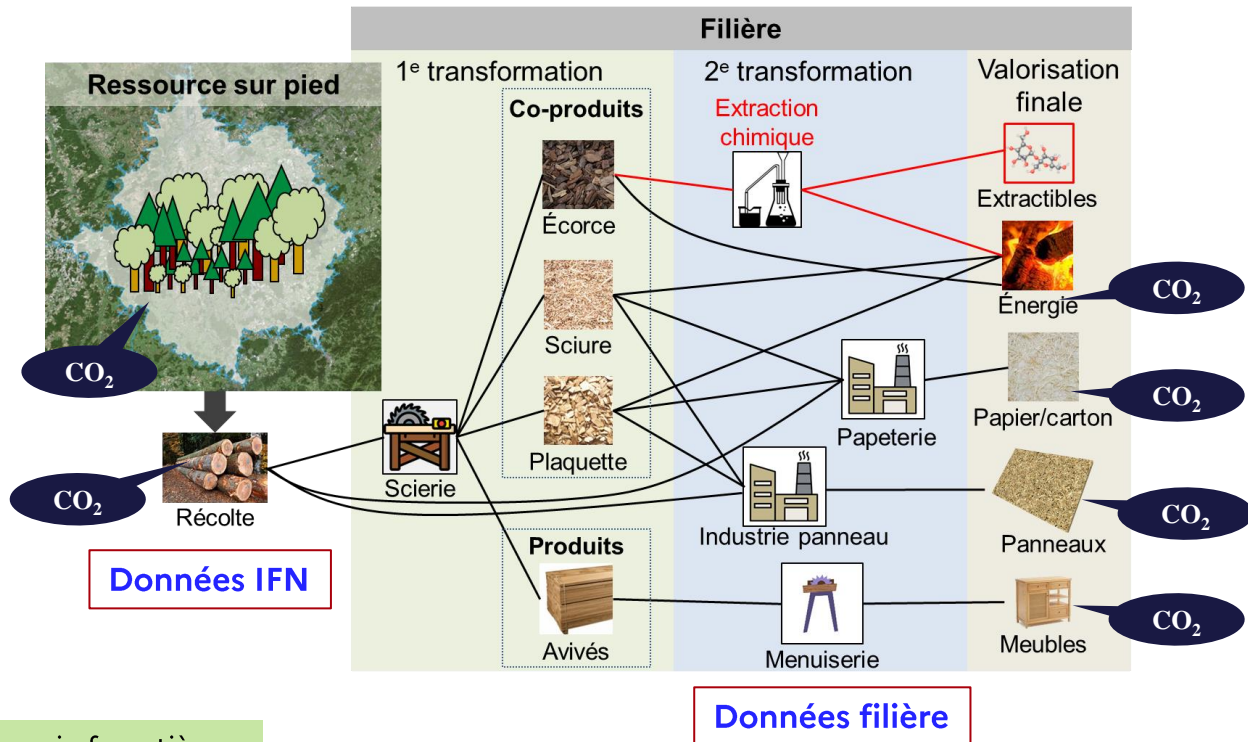 Filière
Ressource sur pied
1e transformation
2e transformation
Valorisation
finale
Co-produits
Extraction
chimique
Écorce
Extractibles
Sciure
Énergie
CO2
CO2
Plaquette
Papeterie
Papier/carton
CO2
Scierie
Récolte
CO2
Industrie panneau
Panneaux
CO2
Données IFN
Produits
Avivés
Menuiserie
Meubles
CO2
Données filière